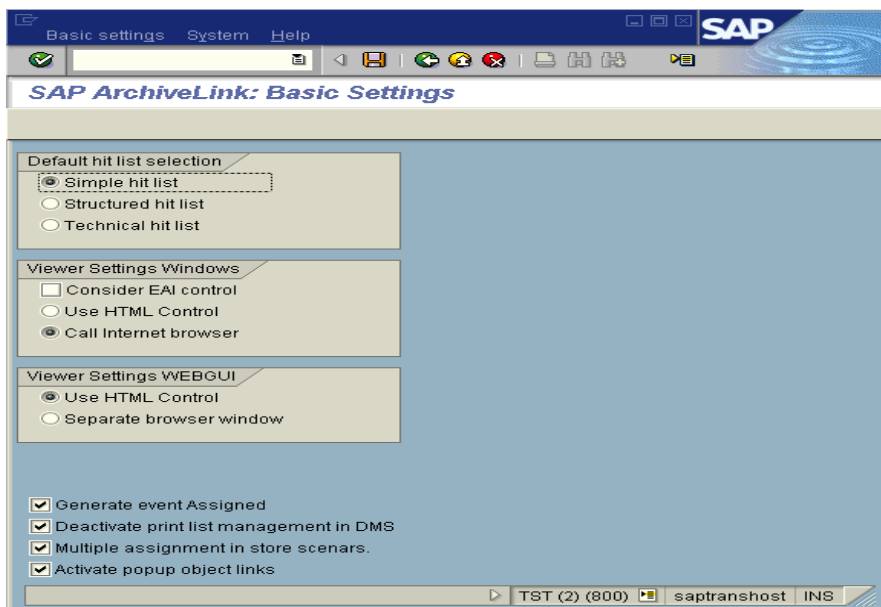 Basic settings System Help
SAP
SAP ArchiveLink: Basic Settings
Default hit list selection
Simple hit list
Structured hit list
Technical hit list
Viewer Settings Windows
Consider EAI control
Use HTML Control
Call Internet browser
Viewer Settings WEBGUI
Use HTML Control
Separate browser window
Generate event Assigned
Deactivate print list management in DMS
Multiple assignment in store scenars.
Activate popup object links
TST (2) (800) saptranshost INS